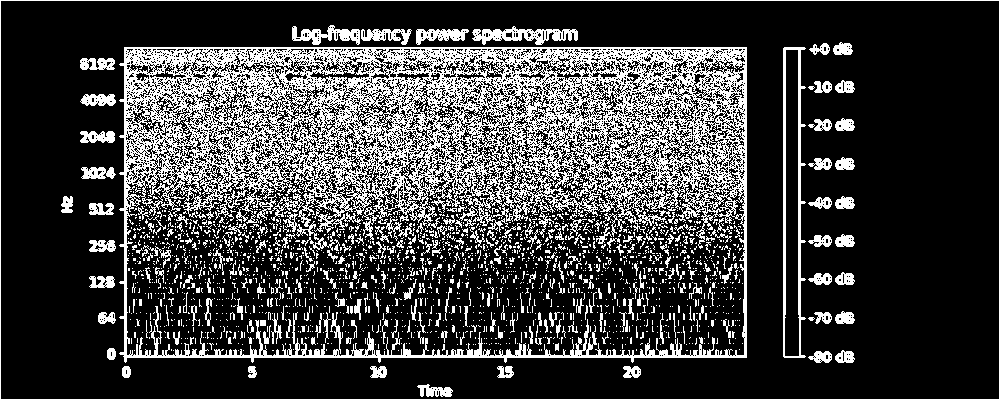 Log-frequency power spectrogram
8192
4096
2048
1024
512
256
128
64
0
Hz
0 5 10 15 20
Time
+0 dB
-10 dB
-20 dB
-30 dB
-40 dB
-50 dB
-60 dB
-70 dB
-80 dB